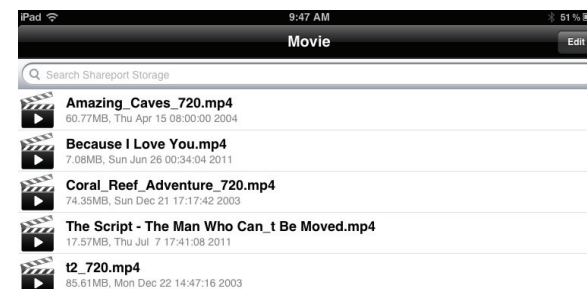 iPad 9:47 AM 51%
Movie
Edit
Search Shareport Storage
Amazing_Caves_720.mp4
60.77MB, Thu Apr 15 08:00:00 2004
Because I Love You.mp4
7.08MB, Sun Jun 26 00:34:04 2011
Coral_Reef_Adventure_720.mp4
74.35MB, Sun Dec 21 17:17:42 2003
The Script - The Man Who Can_t Be Moved.mp4
17.57MB, Thu Jul 7 17:41:08 2011
t2_720.mp4
85.61MB, Mon Dec 22 14:47:16 2003